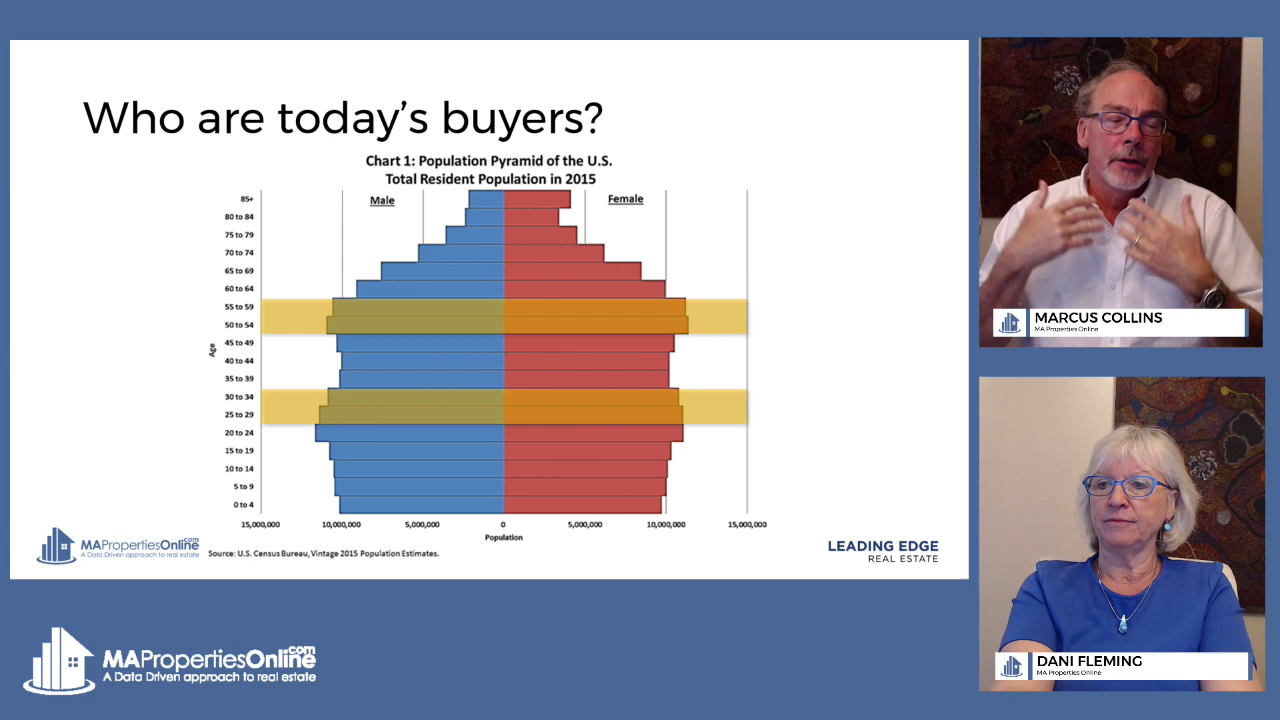 Who are today's buyers?
Chart 1: Population Pyramid of the U.S.
Total Resident Population in 2015
Male
Female
85+
80 to 84
75 to 79
70 to 74
65 to 69
60 to 64
55 to 59
50 to 54
45 to 49
40 to 44
35 to 39
30 to 34
25 to 29
20 to 24
15 to 19
10 to 14
5 to 9
0 to 4
Age
15,000,000 10,000,000 5,000,000 0 5,000,000 10,000,000 15,000,000
Population
MAPropertiesOnline.com
A Data Driven approach to real estate
Source: U.S. Census Bureau, Vintage 2015 Population Estimates.
LEADING EDGE
REAL ESTATE
MARCUS COLLINS
MA Properties Online
DANI FLEMING
MA Properties Online
MAPropertiesOnline.com
A Data Driven approach to real estate